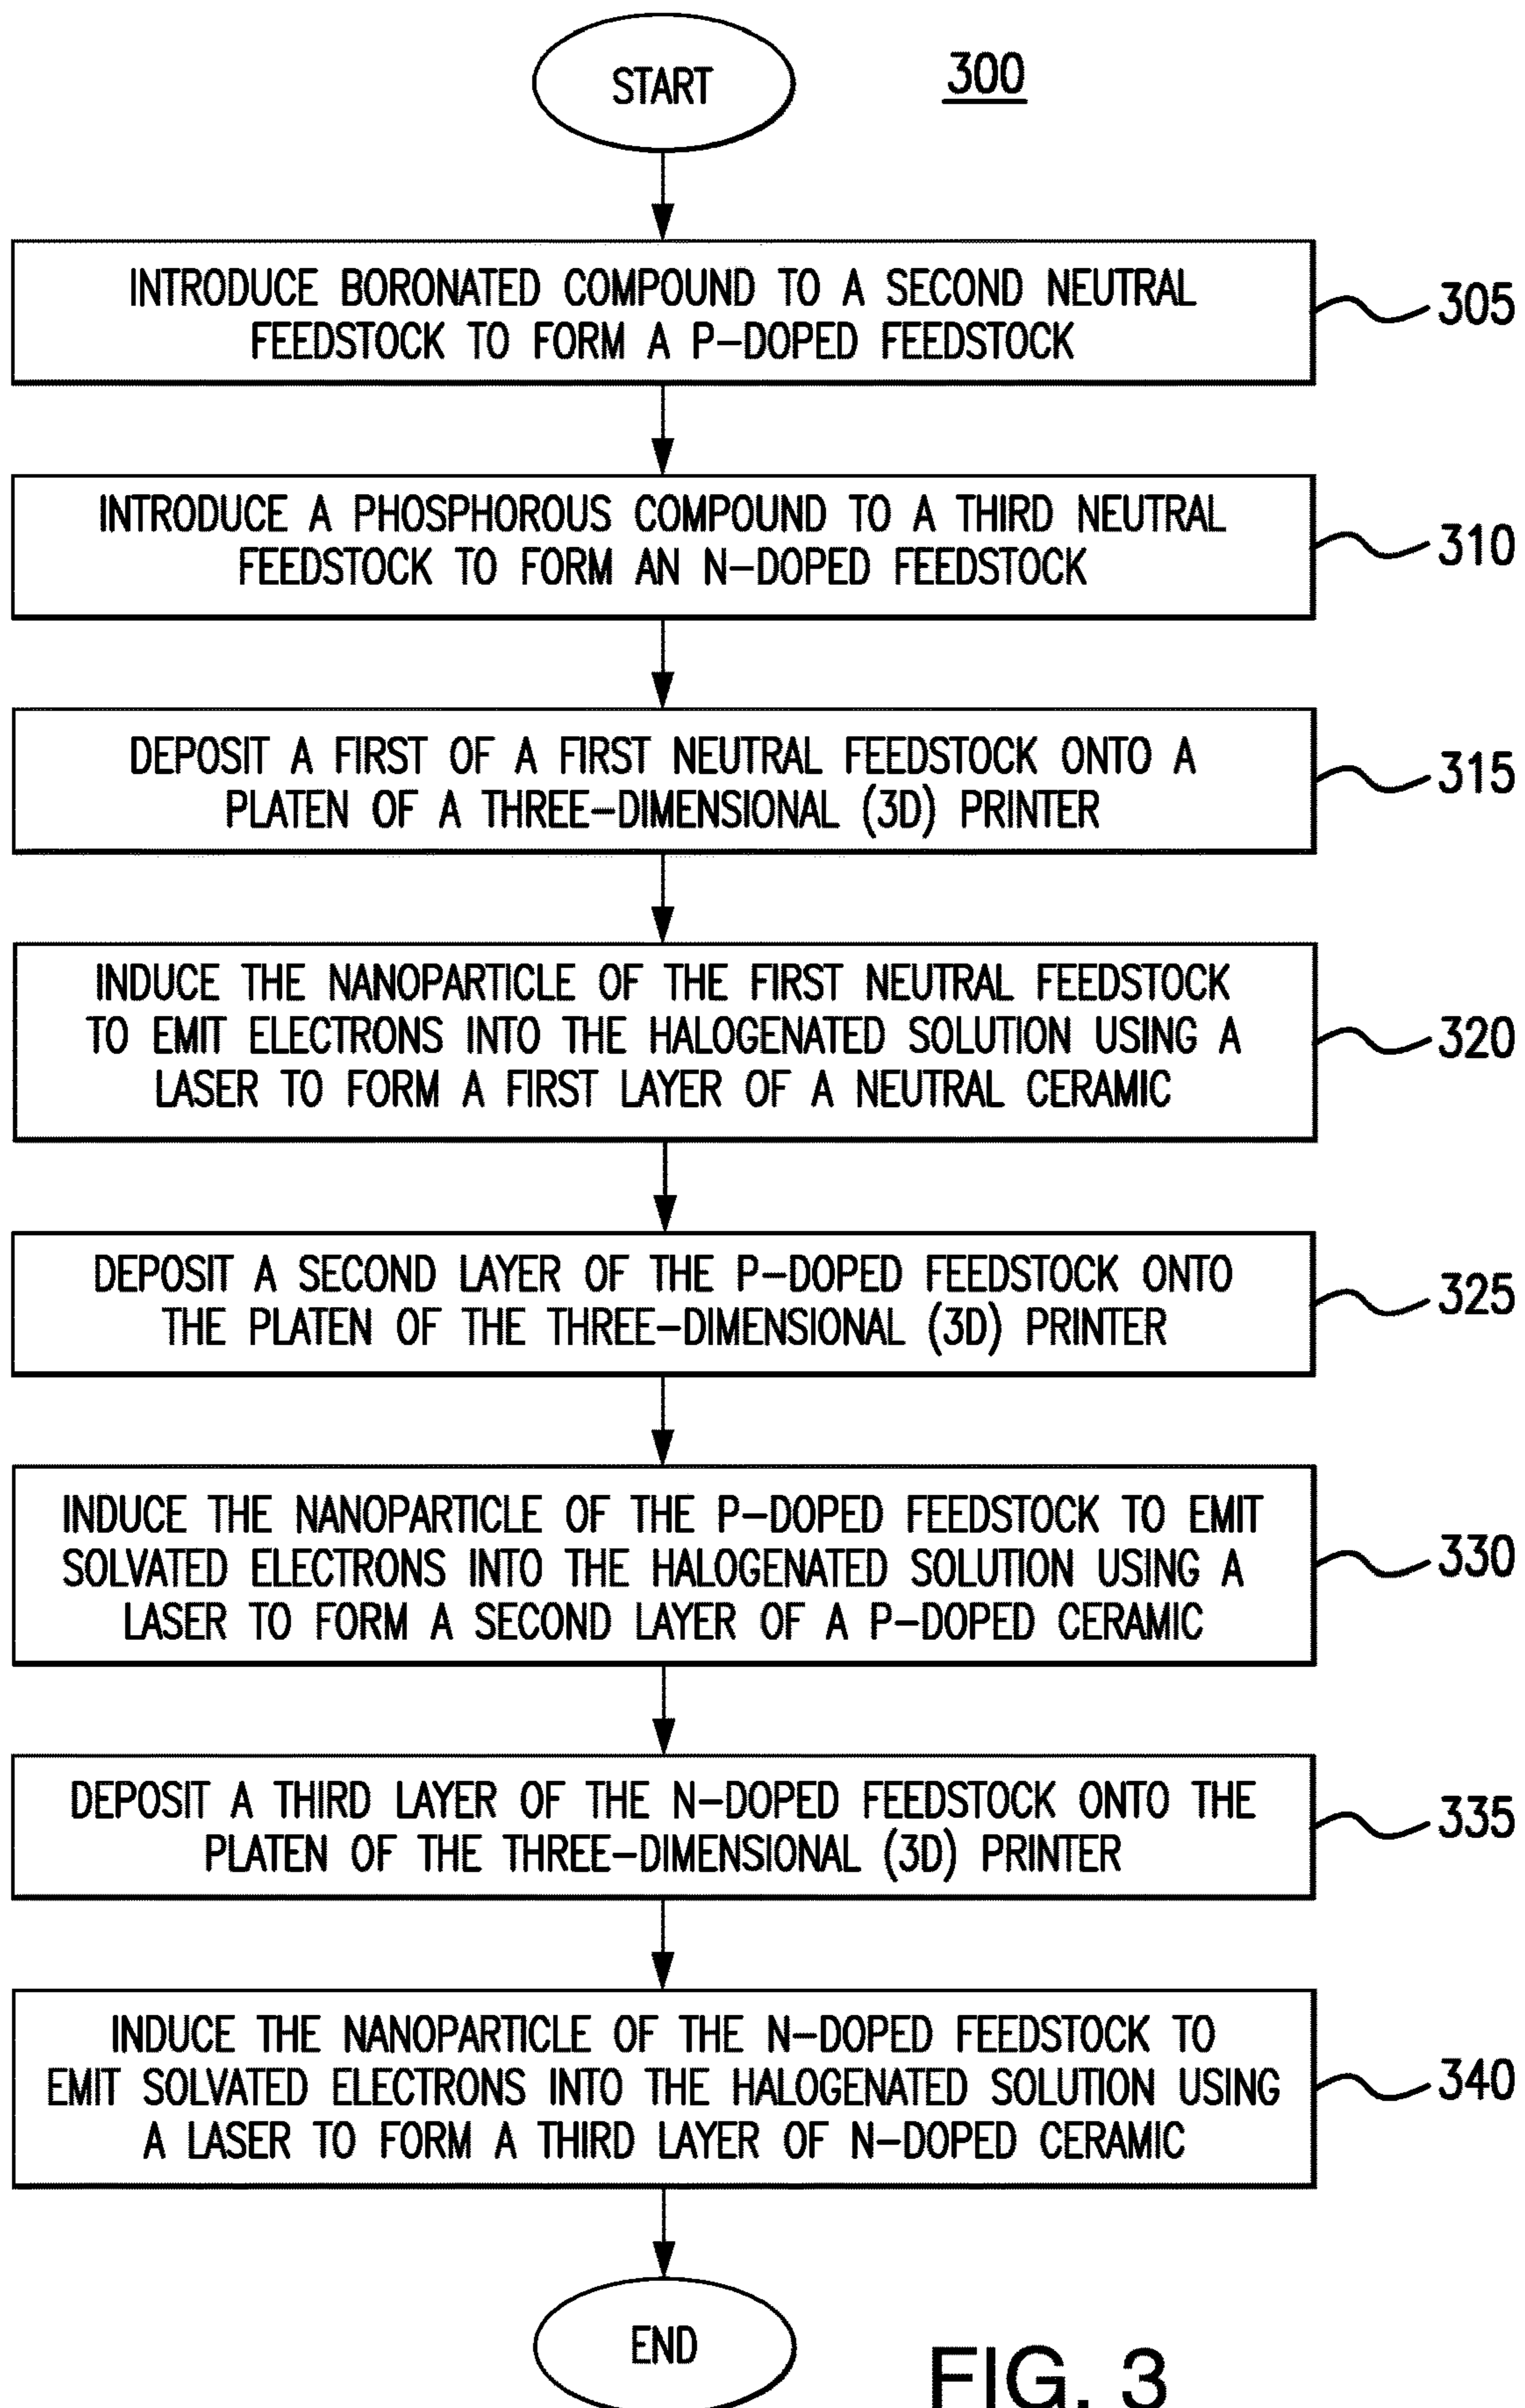 START
300
INTRODUCE BORONATED COMPOUND TO A SECOND NEUTRAL
FEEDSTOCK TO FORM A P-DOPED FEEDSTOCK
305
INTRODUCE A PHOSPHOROUS COMPOUND TO A THIRD NEUTRAL
FEEDSTOCK TO FORM AN N-DOPED FEEDSTOCK
310
DEPOSIT A FIRST OF A FIRST NEUTRAL FEEDSTOCK ONTO A
PLATEN OF A THREE-DIMENSIONAL (3D) PRINTER
315
INDUCE THE NANOPARTICLE OF THE FIRST NEUTRAL FEEDSTOCK
TO EMIT ELECTRONS INTO THE HALOGENATED SOLUTION USING A
LASER TO FORM A FIRST LAYER OF A NEUTRAL CERAMIC
320
DEPOSIT A SECOND LAYER OF THE P-DOPED FEEDSTOCK ONTO
THE PLATEN OF THE THREE-DIMENSIONAL (3D) PRINTER
325
INDUCE THE NANOPARTICLE OF THE P-DOPED FEEDSTOCK TO EMIT
SOLVATED ELECTRONS INTO THE HALOGENATED SOLUTION USING A
LASER TO FORM A SECOND LAYER OF A P-DOPED CERAMIC
330
DEPOSIT A THIRD LAYER OF THE N-DOPED FEEDSTOCK ONTO THE
PLATEN OF THE THREE-DIMENSIONAL (3D) PRINTER
335
INDUCE THE NANOPARTICLE OF THE N-DOPED FEEDSTOCK TO
EMIT SOLVATED ELECTRONS INTO THE HALOGENATED SOLUTION USING
A LASER TO FORM A THIRD LAYER OF N-DOPED CERAMIC
340
END
FIG. 3